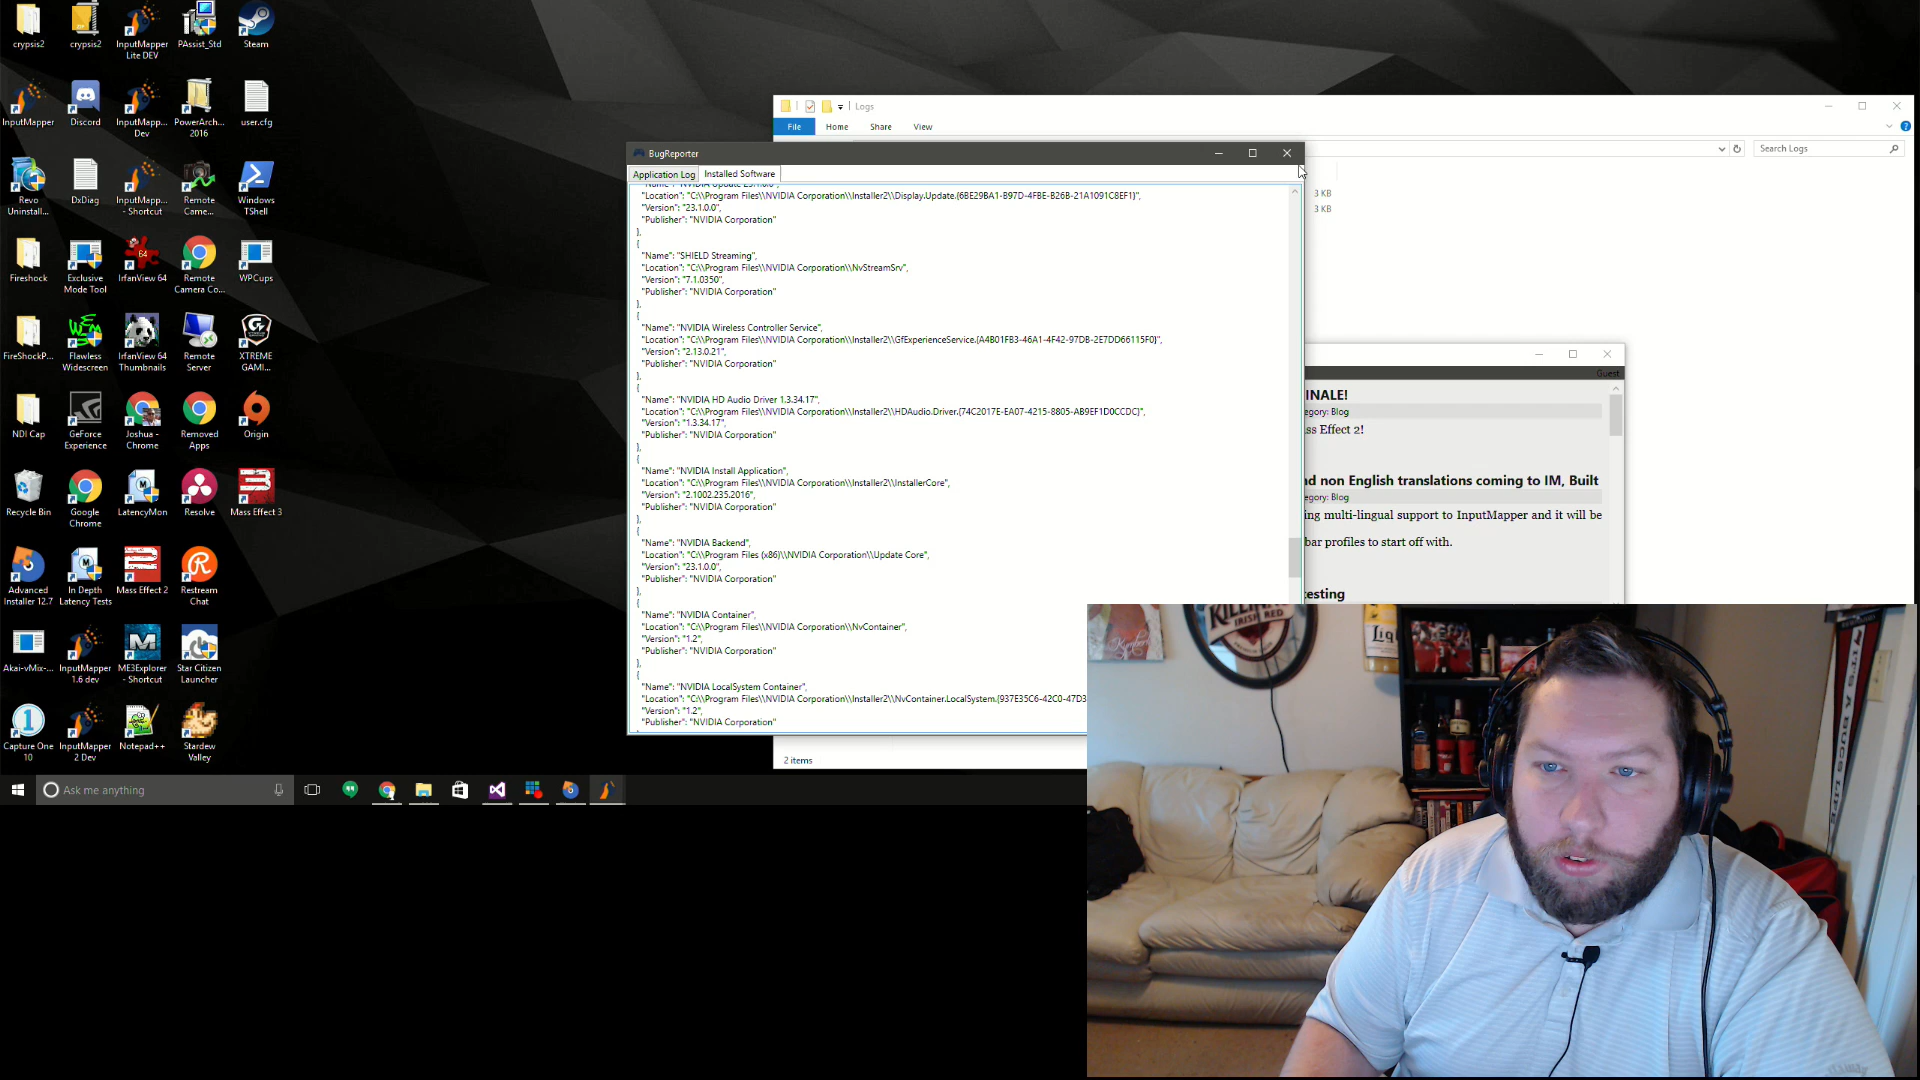 crypsis2
crypsis2
InputMapper
Lite DEV
PAssist_Std
Steam
InputMapper
Discord
InputMapp...
Dev
PowerArch...
2016
user.cfg
Revo
Uninstall...
DxDiag
InputMapp...
- Shortcut
Remote
Came...
Windows
TShell
Fireshock
Exclusive
Mode Tool
64
IrfanView 64
Remote
Camera Co...
WPCups
FireShockP...
Flawless
Widescreen
IrfanView 64
Thumbnails
Remote
Server
XTREME
GAMI...
NDI Cap
GeForce
Experience
Joshua -
Chrome
Removed
Apps
Origin
Recycle Bin
Google
Chrome
LatencyMon
Resolve
Mass Effect 3
Advanced
Installer 12.7
In Depth
Latency Tests
Mass Effect 2
Restream
Chat
Akai-vMix-...
InputMapper
1.6 dev
ME3Explorer
- Shortcut
Star Citizen
Launcher
Capture One
10
InputMapper
2 Dev
Notepad++
Stardew
Valley
Ask me anything
Logs
File Home Share View
Search Logs
3 KB
3 KB
2 items
BugReporter
Application Log Installed Software
"Location": "C:\\Program Files\\NVIDIA Corporation\\Installer2\\Display.Update.{6BE29BA1-B97D-4FBE-B26B-21A1091C8EF1}",
"Version": "23.1.0.0",
"Publisher": "NVIDIA Corporation"
},
{
"Name": "SHIELD Streaming",
"Location": "C:\\Program Files\\NVIDIA Corporation\\NvStreamSrv",
"Version": "7.1.0350",
"Publisher": "NVIDIA Corporation"
},
{
"Name": "NVIDIA Wireless Controller Service",
"Location": "C:\\Program Files\\NVIDIA Corporation\\Installer2\\GfExperienceService.{A4B01FB3-46A1-4F42-97DB-2E7DD66115F0}",
"Version": "2.13.0.21",
"Publisher": "NVIDIA Corporation"
},
{
"Name": "NVIDIA HD Audio Driver 1.3.34.17",
"Location": "C:\\Program Files\\NVIDIA Corporation\\Installer2\\HDAudio.Driver.{74C2017E-EA07-4215-8805-AB9EF1D0CCDC}",
"Version": "1.3.34.17",
"Publisher": "NVIDIA Corporation"
},
{
"Name": "NVIDIA Install Application",
"Location": "C:\\Program Files\\NVIDIA Corporation\\Installer2\\InstallerCore",
"Version": "2.1002.235.2016",
"Publisher": "NVIDIA Corporation"
},
{
"Name": "NVIDIA Backend",
"Location": "C:\\Program Files (x86)\\NVIDIA Corporation\\Update Core",
"Version": "23.1.0.0",
"Publisher": "NVIDIA Corporation"
},
{
"Name": "NVIDIA Container",
"Location": "C:\\Program Files\\NVIDIA Corporation\\NvContainer",
"Version": "1.2",
"Publisher": "NVIDIA Corporation"
},
{
"Name": "NVIDIA LocalSystem Container",
"Location": "C:\\Program Files\\NVIDIA Corporation\\Installer2\\NvContainer.LocalSystem.{937E35C6-42C0-47D3
"Version": "1.2",
"Publisher": "NVIDIA Corporation"
Guest
INALE!
egory: Blog
ss Effect 2!
nd non English translations coming to IM, Built
egory: Blog
ing multi-lingual support to InputMapper and it will be
bar profiles to start off with.
esting
IRISH RED